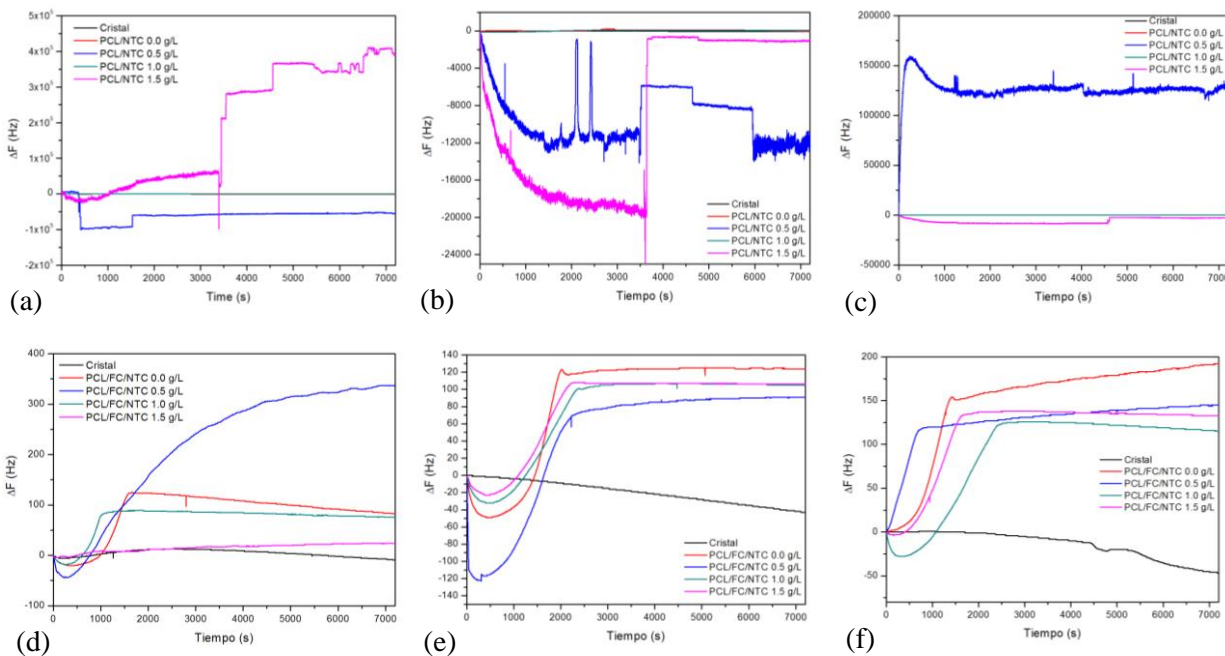 5x10⁵
4x10⁵
3x10⁵
2x10⁵
1x10⁵
0
-1x10⁵
-2x10⁵
ΔF (Hz)
Cristal
PCL/NTC 0.0 g/L
PCL/NTC 0.5 g/L
PCL/NTC 1.0 g/L
PCL/NTC 1.5 g/L
0 1000 2000 3000 4000 5000 6000 7000
Time (s)
(a)
0
-4000
-8000
-12000
-16000
-20000
-24000
ΔF (Hz)
Cristal
PCL/NTC 0.0 g/L
PCL/NTC 0.5 g/L
PCL/NTC 1.0 g/L
PCL/NTC 1.5 g/L
0 1000 2000 3000 4000 5000 6000 7000
Tiempo (s)
(b)
200000
150000
100000
50000
0
-50000
ΔF (Hz)
Cristal
PCL/NTC 0.0 g/L
PCL/NTC 0.5 g/L
PCL/NTC 1.0 g/L
PCL/NTC 1.5 g/L
0 1000 2000 3000 4000 5000 6000 7000
Tiempo (s)
(c)
400
300
200
100
0
-100
ΔF (Hz)
Cristal
PCL/FC/NTC 0.0 g/L
PCL/FC/NTC 0.5 g/L
PCL/FC/NTC 1.0 g/L
PCL/FC/NTC 1.5 g/L
0 1000 2000 3000 4000 5000 6000 7000
Tiempo (s)
(d)
140
120
100
80
60
40
20
0
-20
-40
-60
-80
-100
-120
-140
ΔF (Hz)
Cristal
PCL/FC/NTC 0.0 g/L
PCL/FC/NTC 0.5 g/L
PCL/FC/NTC 1.0 g/L
PCL/FC/NTC 1.5 g/L
0 1000 2000 3000 4000 5000 6000 7000
Tiempo (s)
(e)
200
150
100
50
0
-50
ΔF (Hz)
Cristal
PCL/FC/NTC 0.0 g/L
PCL/FC/NTC 0.5 g/L
PCL/FC/NTC 1.0 g/L
PCL/FC/NTC 1.5 g/L
0 1000 2000 3000 4000 5000 6000 7000
Tiempo (s)
(f)